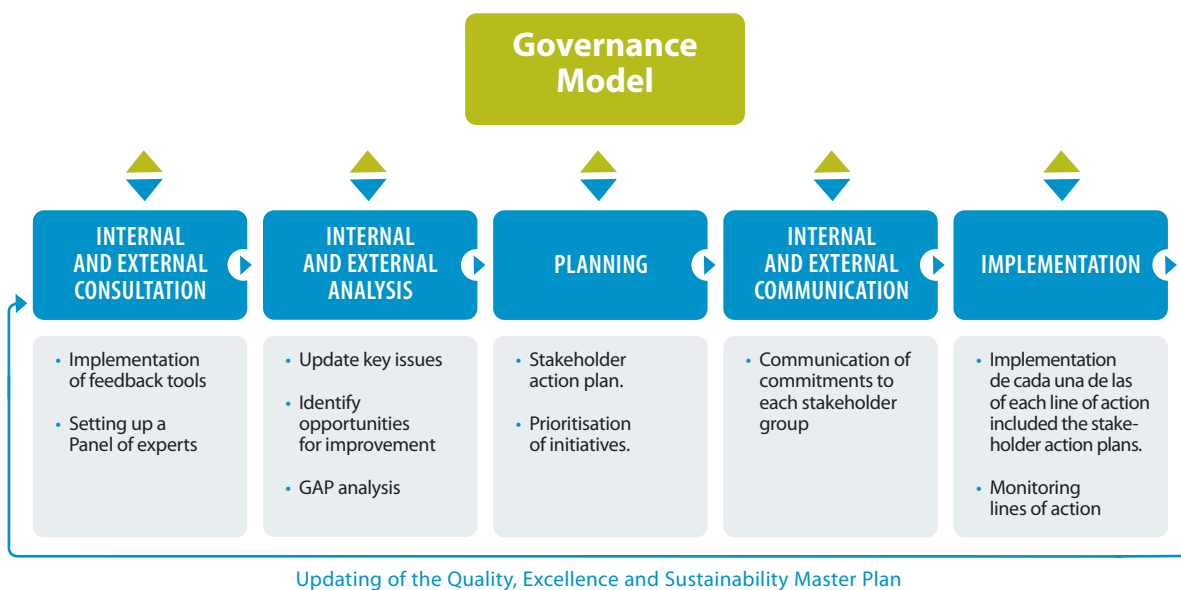 Governance
Model
INTERNAL
AND EXTERNAL
CONSULTATION
INTERNAL
AND EXTERNAL
ANALYSIS
PLANNING
INTERNAL
AND EXTERNAL
COMMUNICATION
IMPLEMENTATION
• Implementation
of feedback tools
• Setting up a
Panel of experts
• Update key issues
• Identify
opportunities
for improvement
• GAP analysis
• Stakeholder
action plan.
• Prioritisation
of initiatives.
• Communication of
commitments to
each stakeholder
group
• Implementation
de cada una de las
of each line of action
included the stake-
holder action plans.
• Monitoring
lines of action
Updating of the Quality, Excellence and Sustainability Master Plan